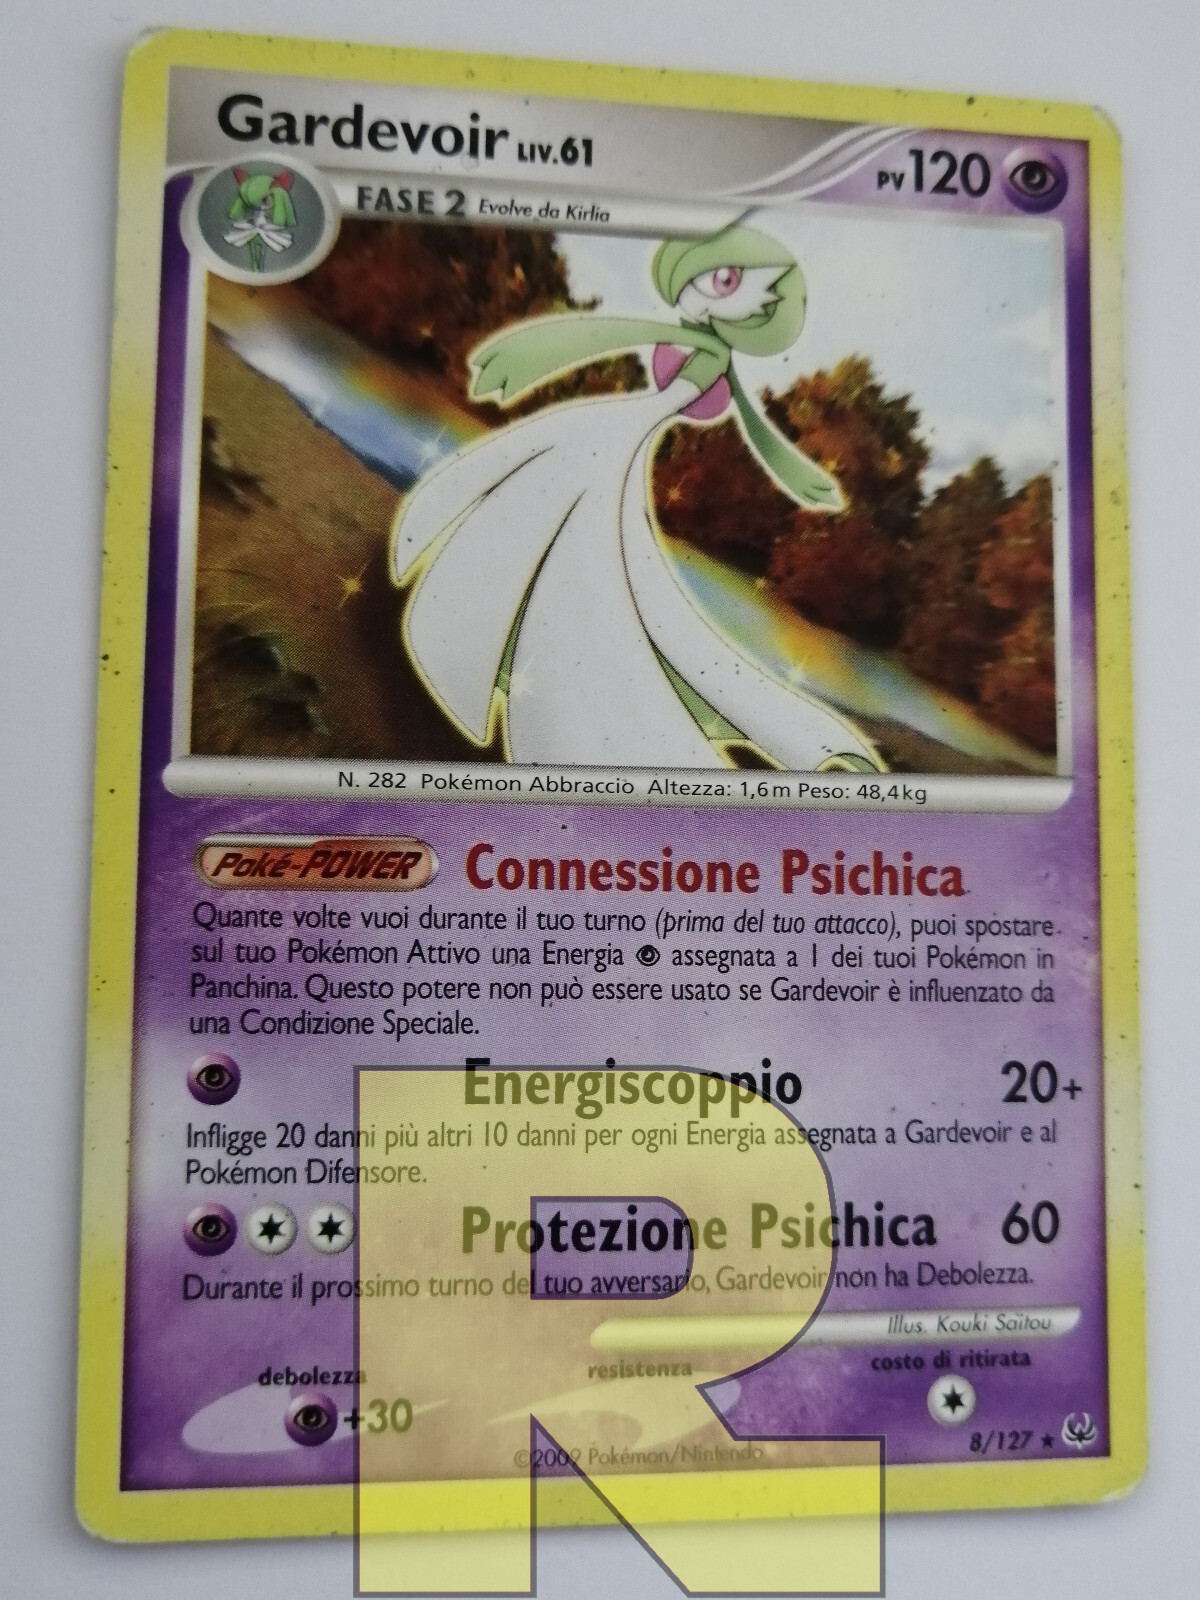 Gardevoir LIV.61
PV 120
FASE 2 Evolve da Kirlia
N. 282 Pokémon Abbraccio Altezza: 1,6 m Peso: 48,4 kg
Poké-POWER Connessione Psichica
Quante volte vuoi durante il tuo turno (prima del tuo attacco), puoi spostare
sul tuo Pokémon Attivo una Energia assegnata a 1 dei tuoi Pokémon in
Panchina. Questo potere non può essere usato se Gardevoir è influenzato da
una Condizione Speciale.
Energiscoppio 20+
Infligge 20 danni più altri 10 danni per ogni Energia assegnata a Gardevoir e al
Pokémon Difensore.
Protezione Psichica 60
Durante il prossimo turno del tuo avversario, Gardevoir non ha Debolezza.
Illus. Kouki Saitou
debolezza resistenza costo di ritirata
+30
8/127 ★
©2009 Pokémon/Nintendo
R